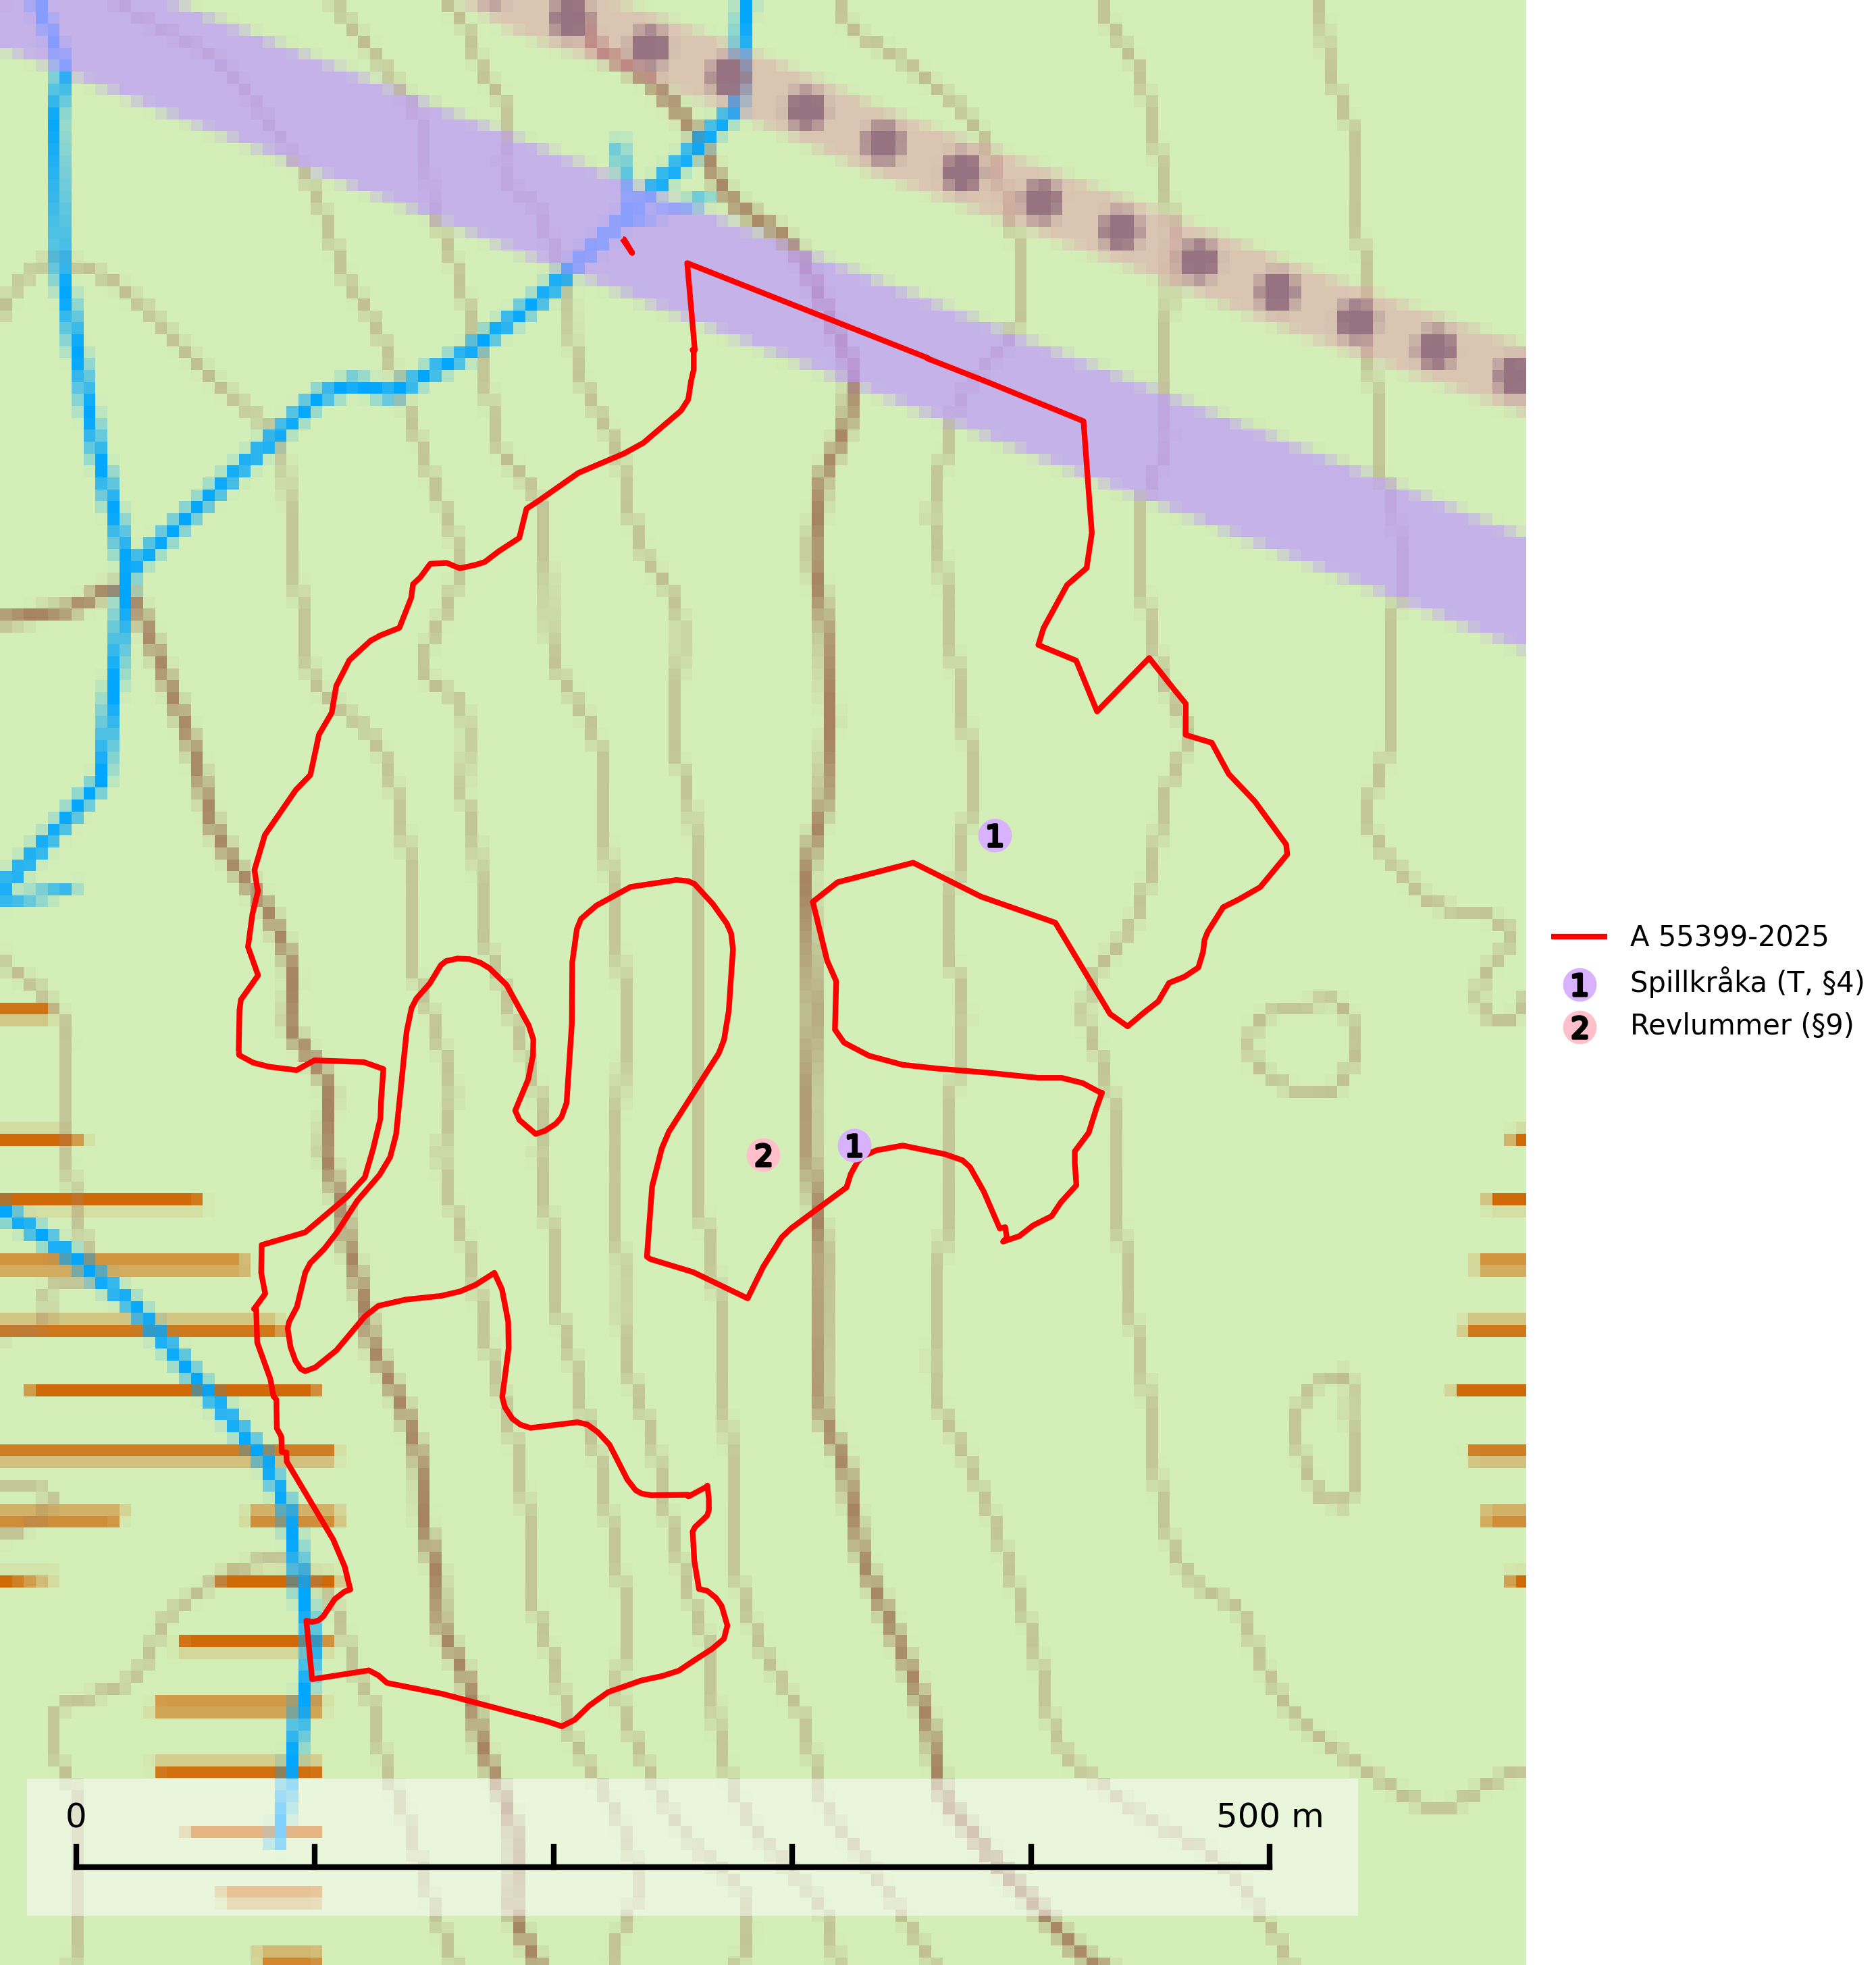 1
2
1
A 55399-2025
1 Spillkråka (T, §4)
2 Revlummer (§9)
0 500 m